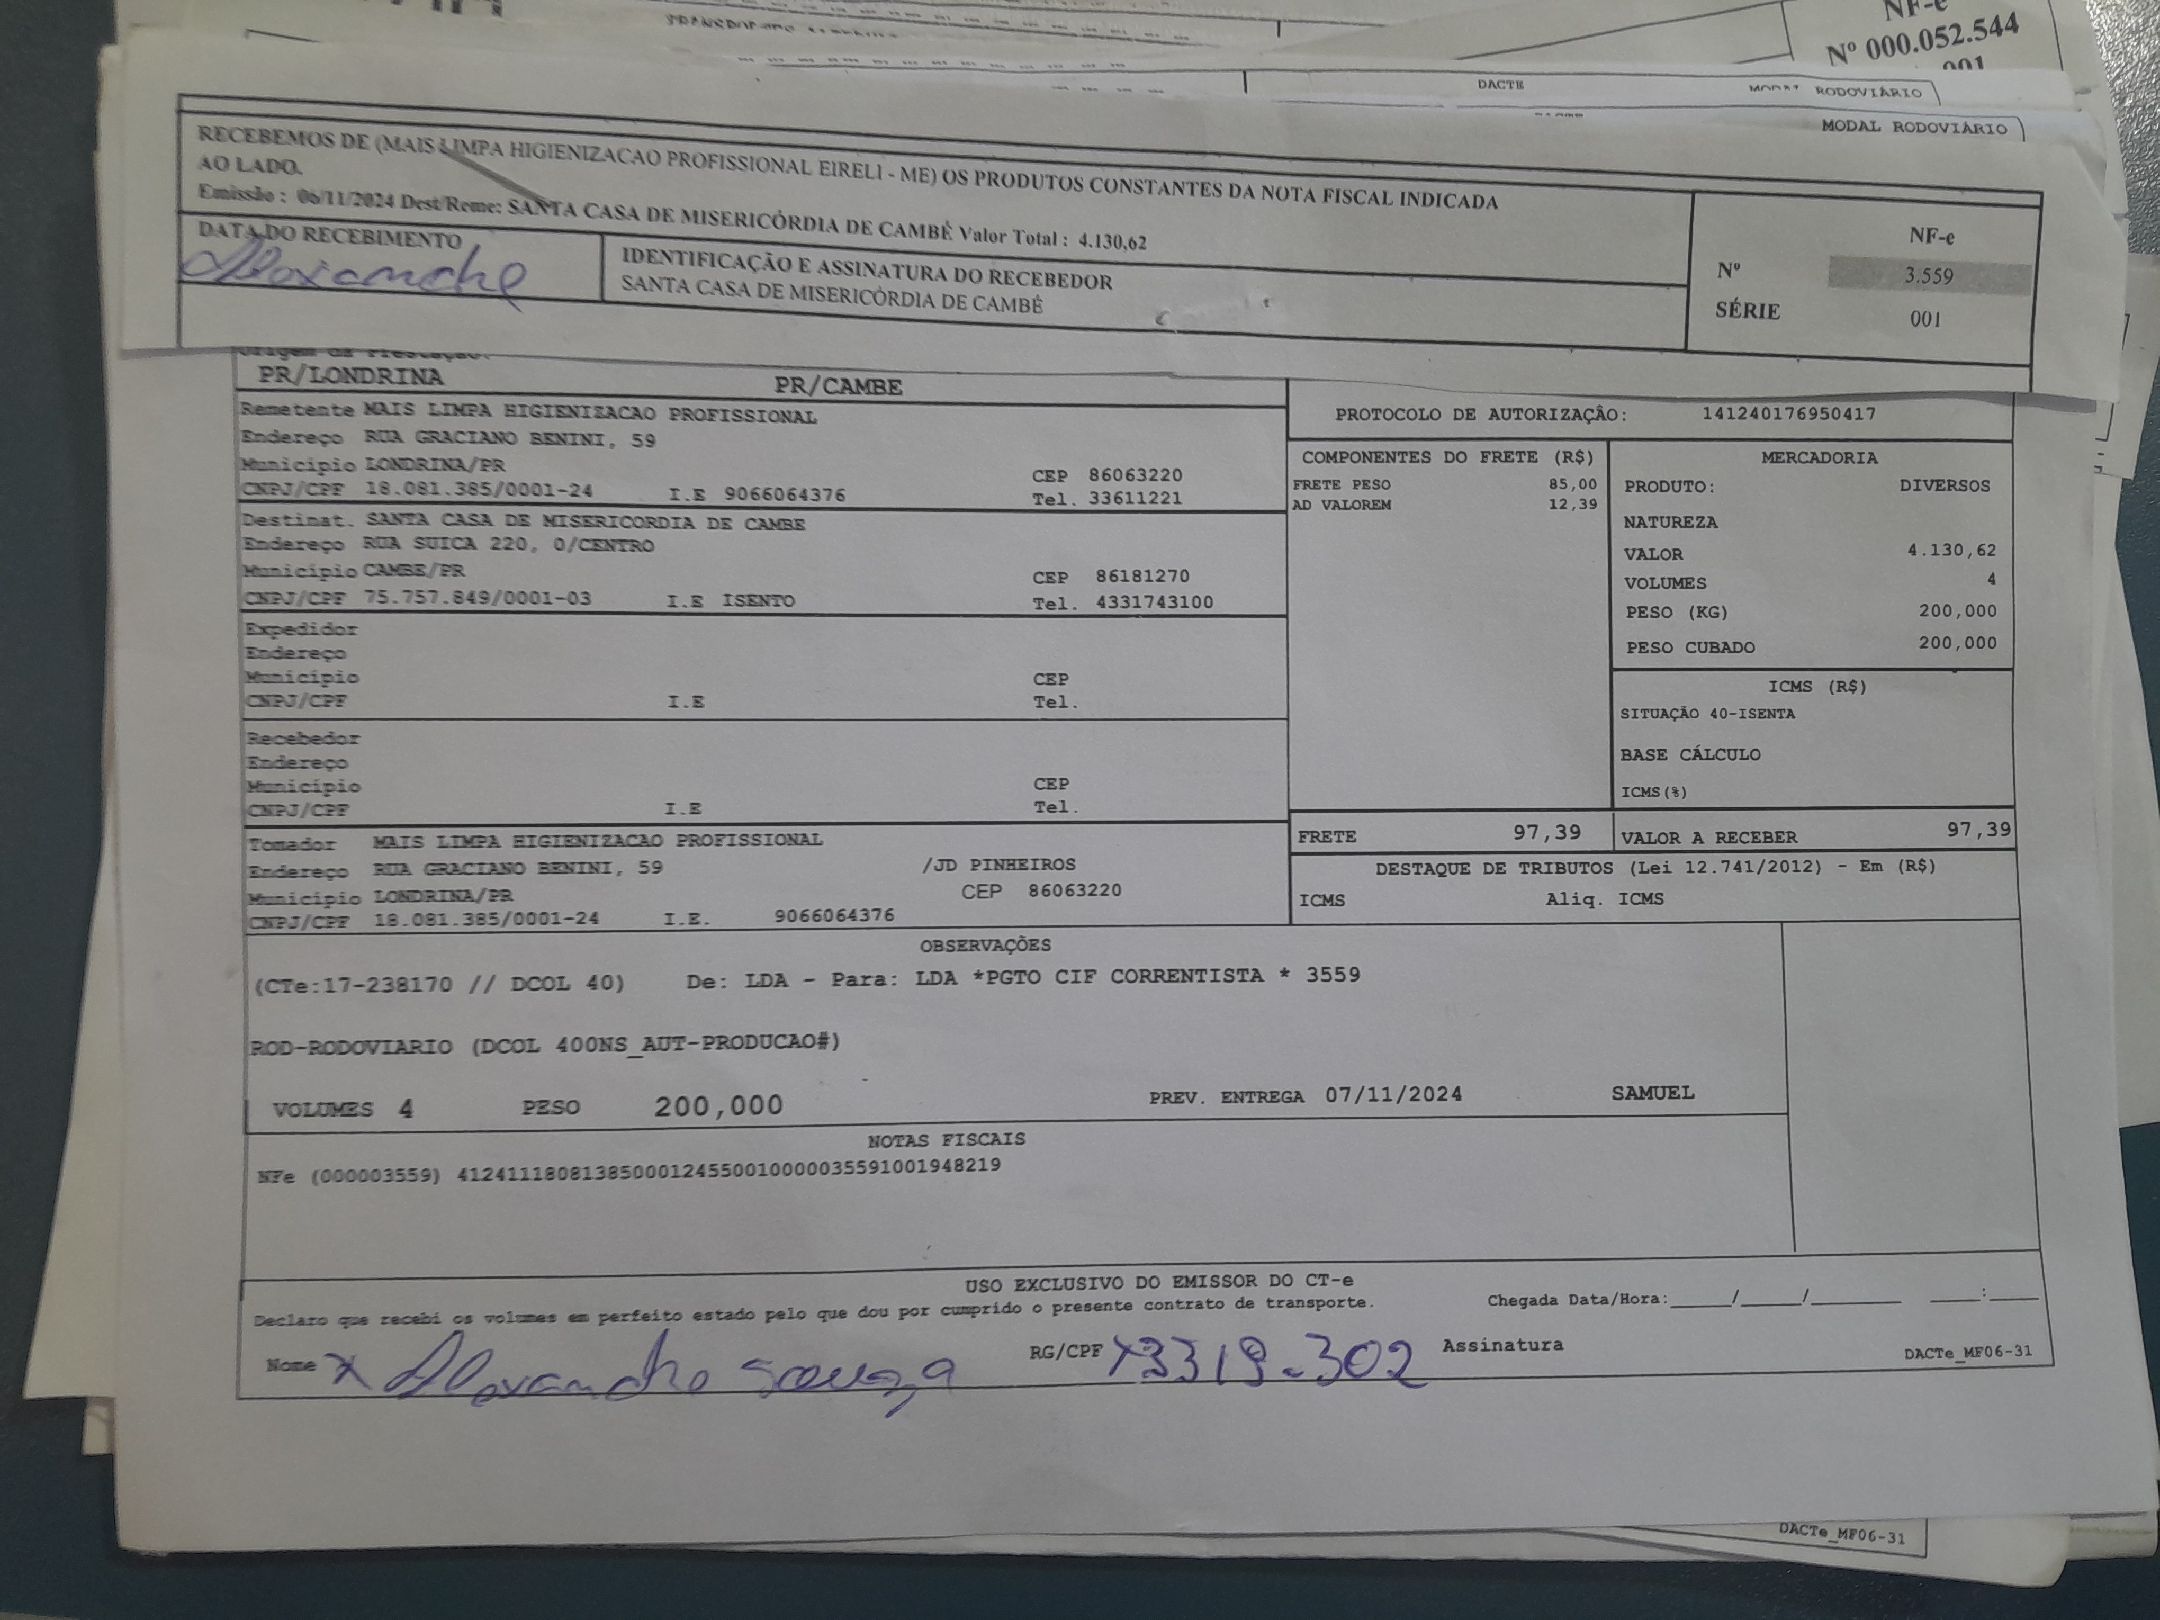 NF-e
Nº 000.052.544
001
DACTE
RODOVIÁRIO
MODAL RODOVIÁRIO
RECEBEMOS DE (MAIS LIMPA HIGIENIZACAO PROFISSIONAL EIRELI - ME) OS PRODUTOS CONSTANTES DA NOTA FISCAL INDICADA
AO LADO.
Emissão : 06/11/2024 Dest/Reme: SANTA CASA DE MISERICÓRDIA DE CAMBÉ Valor Total : 4.130,62
DATA DO RECEBIMENTO
Alexandre
IDENTIFICAÇÃO E ASSINATURA DO RECEBEDOR
SANTA CASA DE MISERICÓRDIA DE CAMBÉ
NF-e
Nº 3.559
SÉRIE 001
Origem da Prestação:
PR/LONDRINA PR/CAMBE
Remetente MAIS LIMPA HIGIENIZACAO PROFISSIONAL
Endereço RUA GRACIANO BENINI, 59
Município LONDRINA/PR CEP 86063220
CNPJ/CPF 18.081.385/0001-24 I.E 9066064376 Tel. 33611221
Destinat. SANTA CASA DE MISERICORDIA DE CAMBE
Endereço RUA SUICA 220, 0/CENTRO
Município CAMBE/PR CEP 86181270
CNPJ/CPF 75.757.849/0001-03 I.E ISENTO Tel. 4331743100
Expedidor
Endereço
Município CEP
CNPJ/CPF I.E Tel.
Recebedor
Endereço
Município CEP
CNPJ/CPF I.E Tel.
Tomador MAIS LIMPA HIGIENIZACAO PROFISSIONAL
Endereço RUA GRACIANO BENINI, 59 /JD PINHEIROS
Município LONDRINA/PR CEP 86063220
CNPJ/CPF 18.081.385/0001-24 I.E. 9066064376
PROTOCOLO DE AUTORIZAÇÃO: 141240176950417
COMPONENTES DO FRETE (R$)
FRETE PESO 85,00
AD VALOREM 12,39
MERCADORIA
PRODUTO: DIVERSOS
NATUREZA
VALOR 4.130,62
VOLUMES 4
PESO (KG) 200,000
PESO CUBADO 200,000
ICMS (R$)
SITUAÇÃO 40-ISENTA
BASE CÁLCULO
ICMS(%)
FRETE 97,39 VALOR A RECEBER 97,39
DESTAQUE DE TRIBUTOS (Lei 12.741/2012) - Em (R$)
ICMS Aliq. ICMS
OBSERVAÇÕES
(CTe:17-238170 // DCOL 40) De: LDA - Para: LDA *PGTO CIF CORRENTISTA * 3559
ROD-RODOVIARIO (DCOL 400NS_AUT-PRODUCAO#)
VOLUMES 4 PESO 200,000 PREV. ENTREGA 07/11/2024 SAMUEL
NOTAS FISCAIS
NFe (000003559) 41241118081385000124550010000035591001948219
USO EXCLUSIVO DO EMISSOR DO CT-e
Declaro que recebi os volumes em perfeito estado pelo que dou por cumprido o presente contrato de transporte. Chegada Data/Hora:_____/_____/________ ____:____
Nome x Alexandre Souza RG/CPF Assinatura DACTe_MF06-31
DACTe_MF06-31